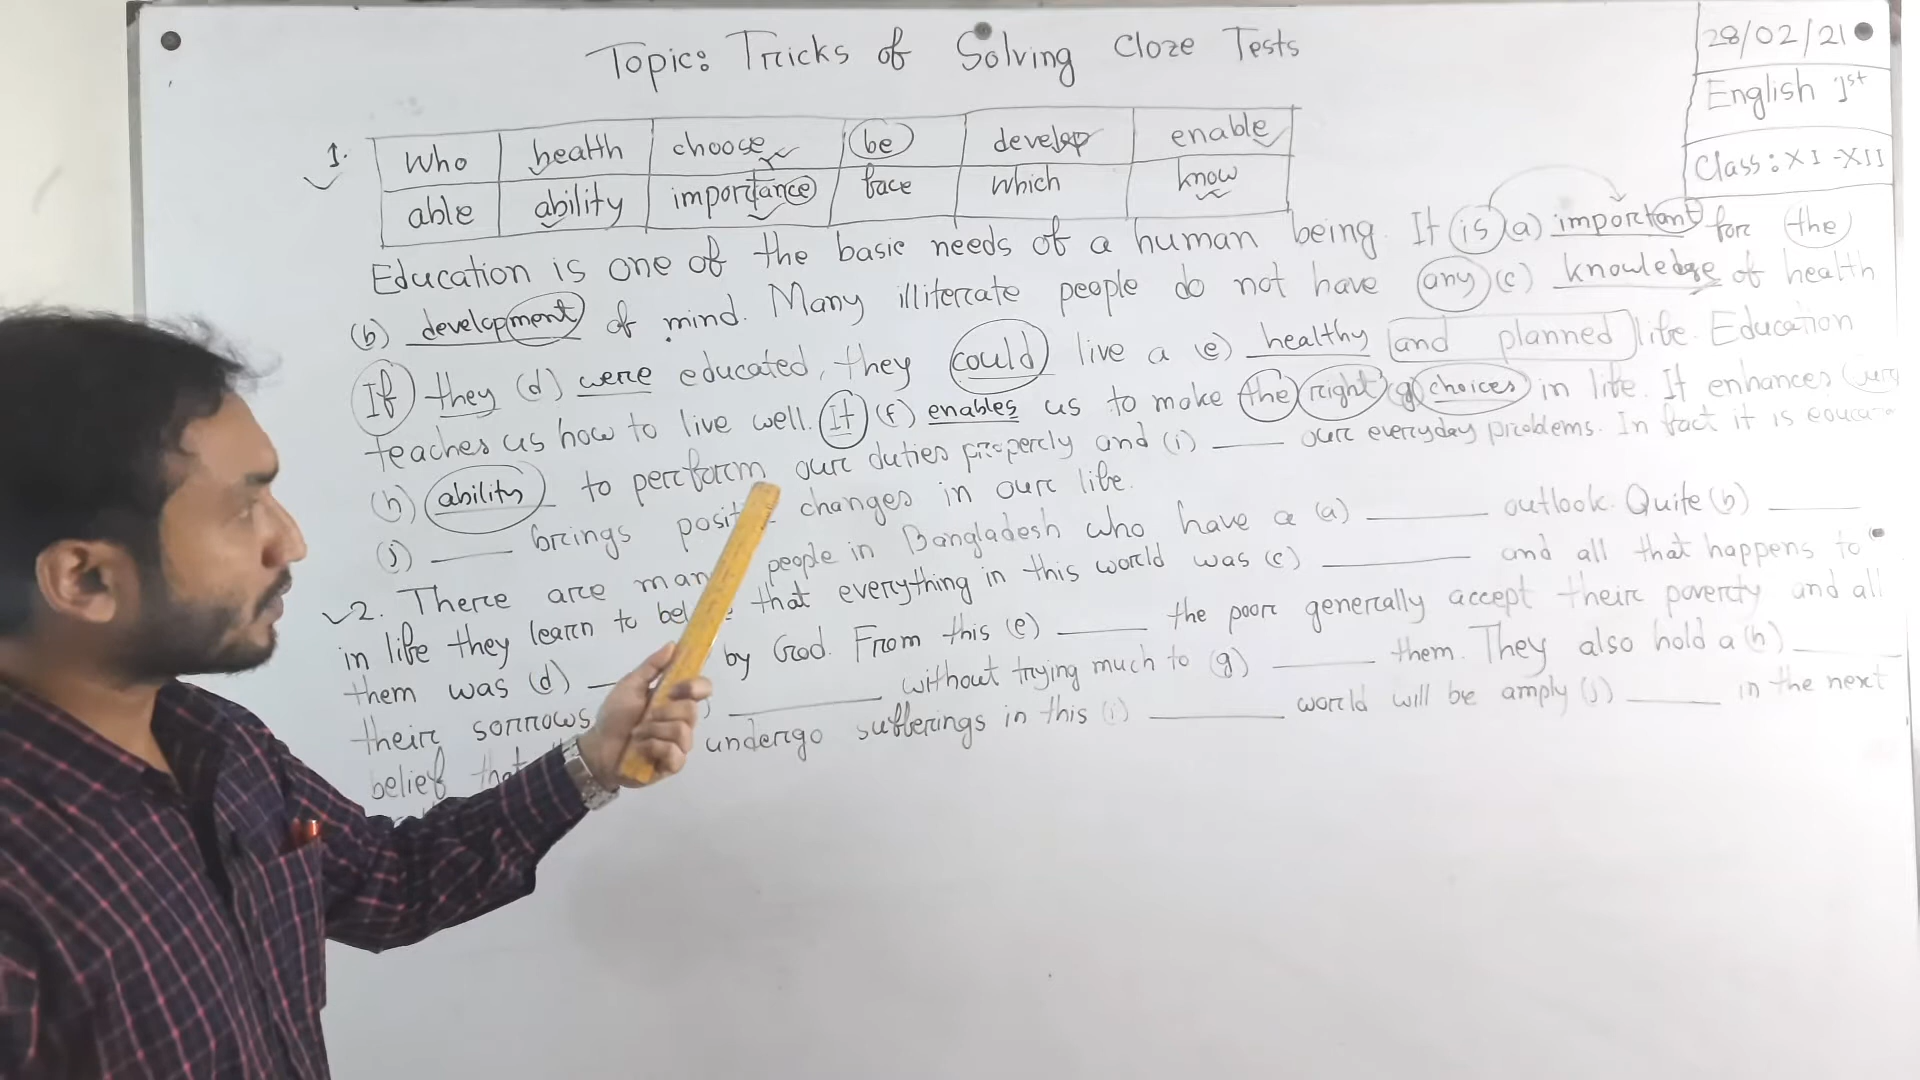 Topic: Tricks of Solving Cloze Tests
28/02/21
English 1st
Class: XI-XII
1.
who health choose be develop enable
able ability importance face which know
Education is one of the basic needs of a human being. It is (a) important for the
(b) development of mind. Many illiterate people do not have any (c) knowledge of health
If they (d) were educated, they could live a (e) healthy and planned life. Education
teaches us how to live well. It (f) enables us to make the right (g) choices in life. It enhances our
(h) ability to perform our duties properly and (i) ____ our everyday problems. In fact it is
(j) ____ brings changes in our life.
2. There are people in Bangladesh who have a (a) ____ outlook. Quite (b) ____
in life they learn to that everything in this world was (c) ____ and all that happens to
them was (d) ____ by God. From this (e) ____ the poor generally accept their poverty and all
their sorrows ____ without trying much to (g) ____ them. They also hold a (h) ____
belief that undergo sufferings in this (i) ____ world will be amply (j) ____ in the next